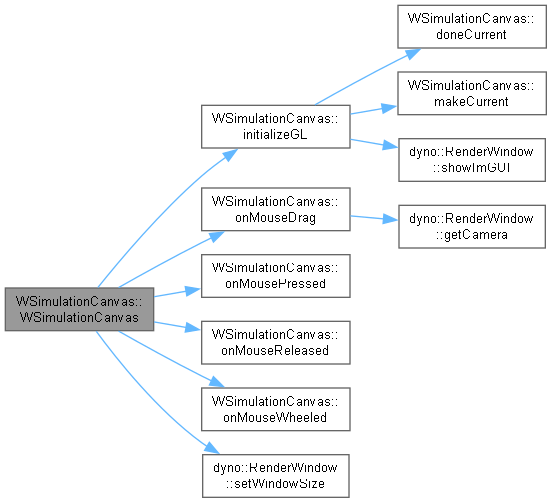 WSimulationCanvas::
doneCurrent
WSimulationCanvas::
makeCurrent
WSimulationCanvas::
initializeGL
dyno::RenderWindow
::showImGUI
WSimulationCanvas::
onMouseDrag
dyno::RenderWindow
::getCamera
WSimulationCanvas::
onMousePressed
WSimulationCanvas::
WSimulationCanvas
WSimulationCanvas::
onMouseReleased
WSimulationCanvas::
onMouseWheeled
dyno::RenderWindow
::setWindowSize